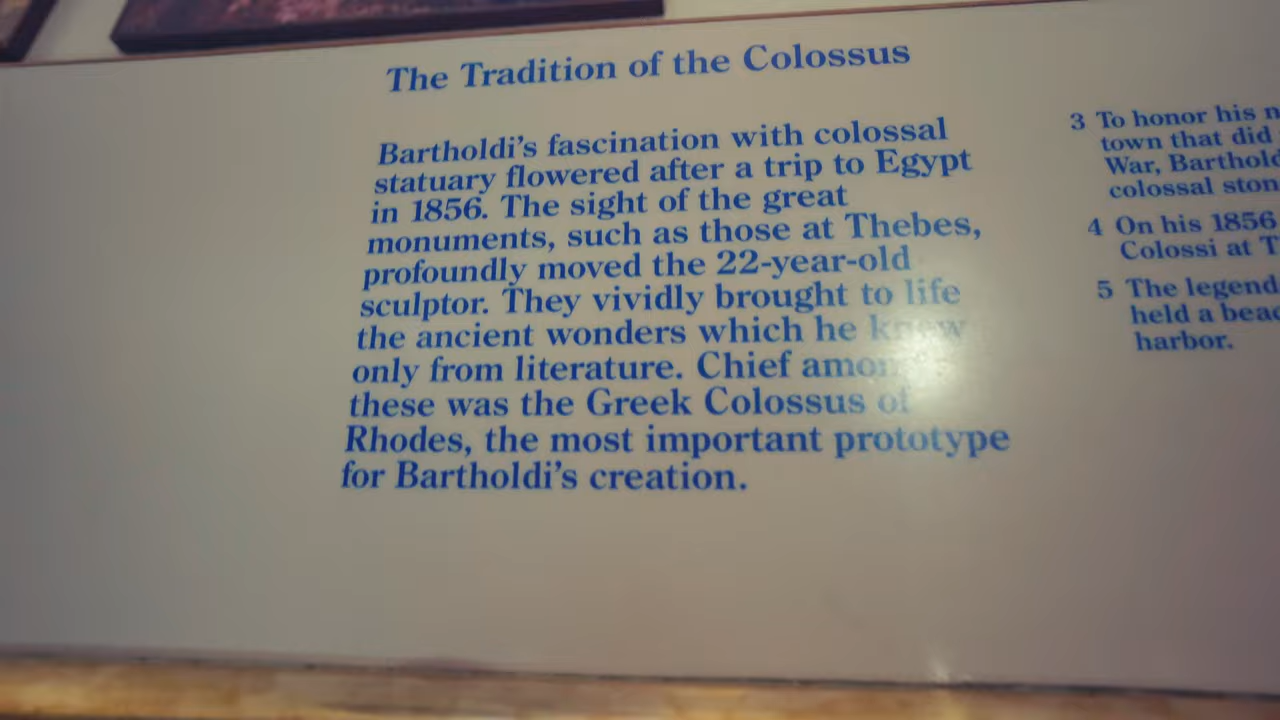 The Tradition of the Colossus
Bartholdi's fascination with colossal
statuary flowered after a trip to Egypt
in 1856. The sight of the great
monuments, such as those at Thebes,
profoundly moved the 22-year-old
sculptor. They vividly brought to life
the ancient wonders which he knew
only from literature. Chief among
these was the Greek Colossus of
Rhodes, the most important prototype
for Bartholdi's creation.
3 To honor his
town that did
War,
colossal
4 On his 1856
Colossi at
5 The legend
held a
harbor.